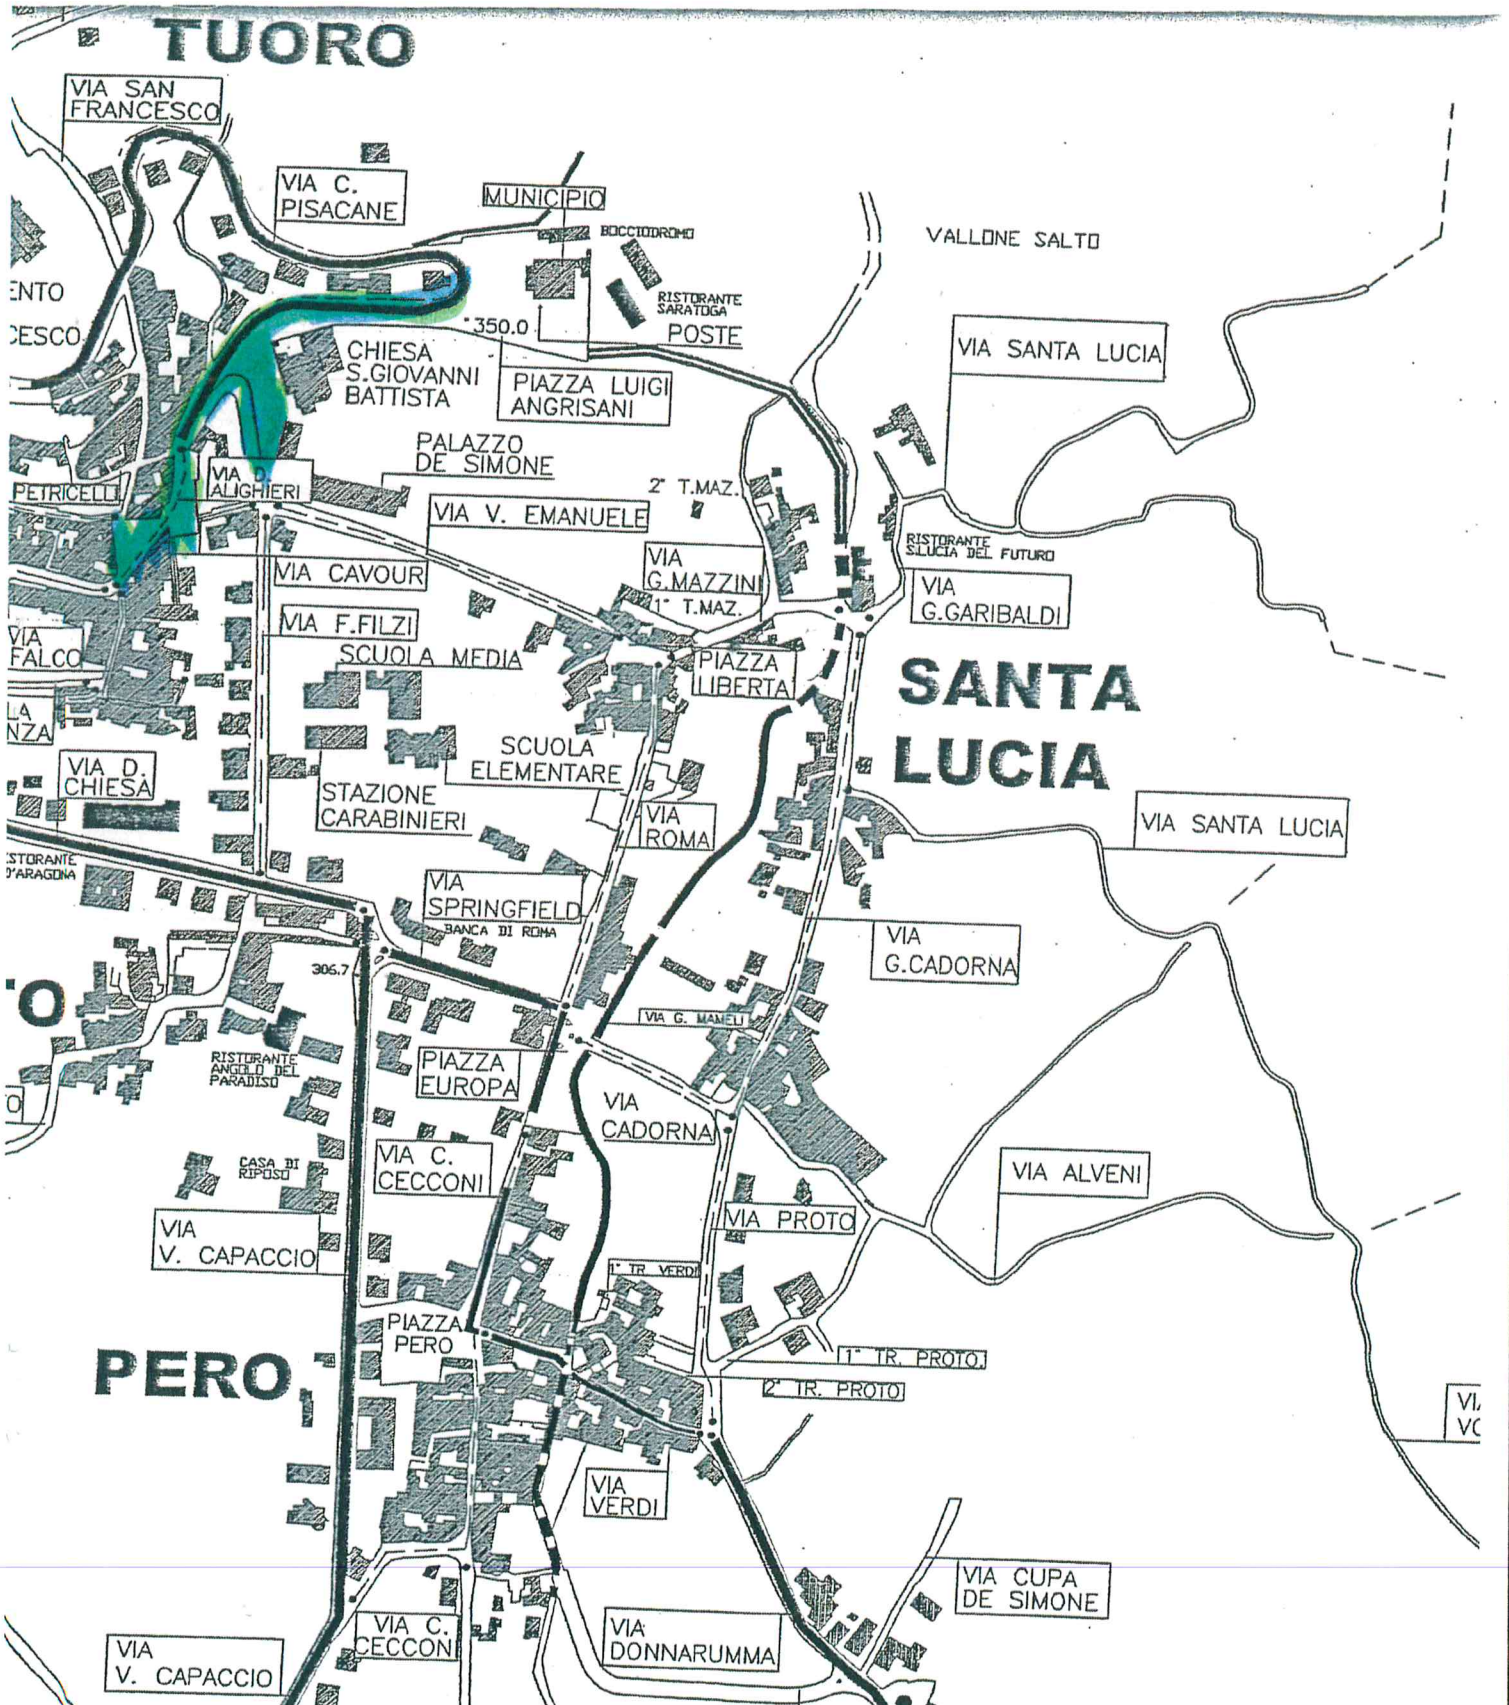 TUORO
VIA SAN
FRANCESCO
VIA C.
PISACANE
MUNICIPIO
BOCCIODROMO
VALLONE SALTO
ENTO
CESCO
RISTORANTE
SARATOGA
350.0
POSTE
CHIESA
S.GIOVANNI
BATTISTA
PIAZZA LUIGI
ANGRISANI
VIA SANTA LUCIA
PALAZZO
DE SIMONE
PETRICELLI
VIA D.
ALIGHIERI
2° T.MAZ.
VIA V. EMANUELE
RISTORANTE
S.LUCIA DEL FUTURO
VIA
G.MAZZINI
1° T.MAZ.
VIA CAVOUR
VIA
G.GARIBALDI
VIA F.FILZI
VIA
FALCO
SCUOLA MEDIA
PIAZZA
LIBERTA
SANTA
LUCIA
LA
NZA
SCUOLA
ELEMENTARE
VIA D.
CHIESA
STAZIONE
CARABINIERI
VIA
ROMA
VIA SANTA LUCIA
STORANTE
D'ARAGONA
VIA
SPRINGFIELD
BANCA DI ROMA
VIA
G.CADORNA
306.7
TO
VIA G. MAMELI
RISTORANTE
ANGOLO DEL
PARADISO
PIAZZA
EUROPA
O
VIA
CADORNA
VIA C.
CECCONI
CASA DI
RIPOSO
VIA ALVENI
VIA PROTO
VIA
V. CAPACCIO
1° TR. VERDI
PIAZZA
PERO
PERO
1° TR. PROTO.
2° TR. PROTO
VI
VO
VIA
VERDI
VIA CUPA
DE SIMONE
VIA C.
CECCONI
VIA
DONNARUMMA
VIA
V. CAPACCIO